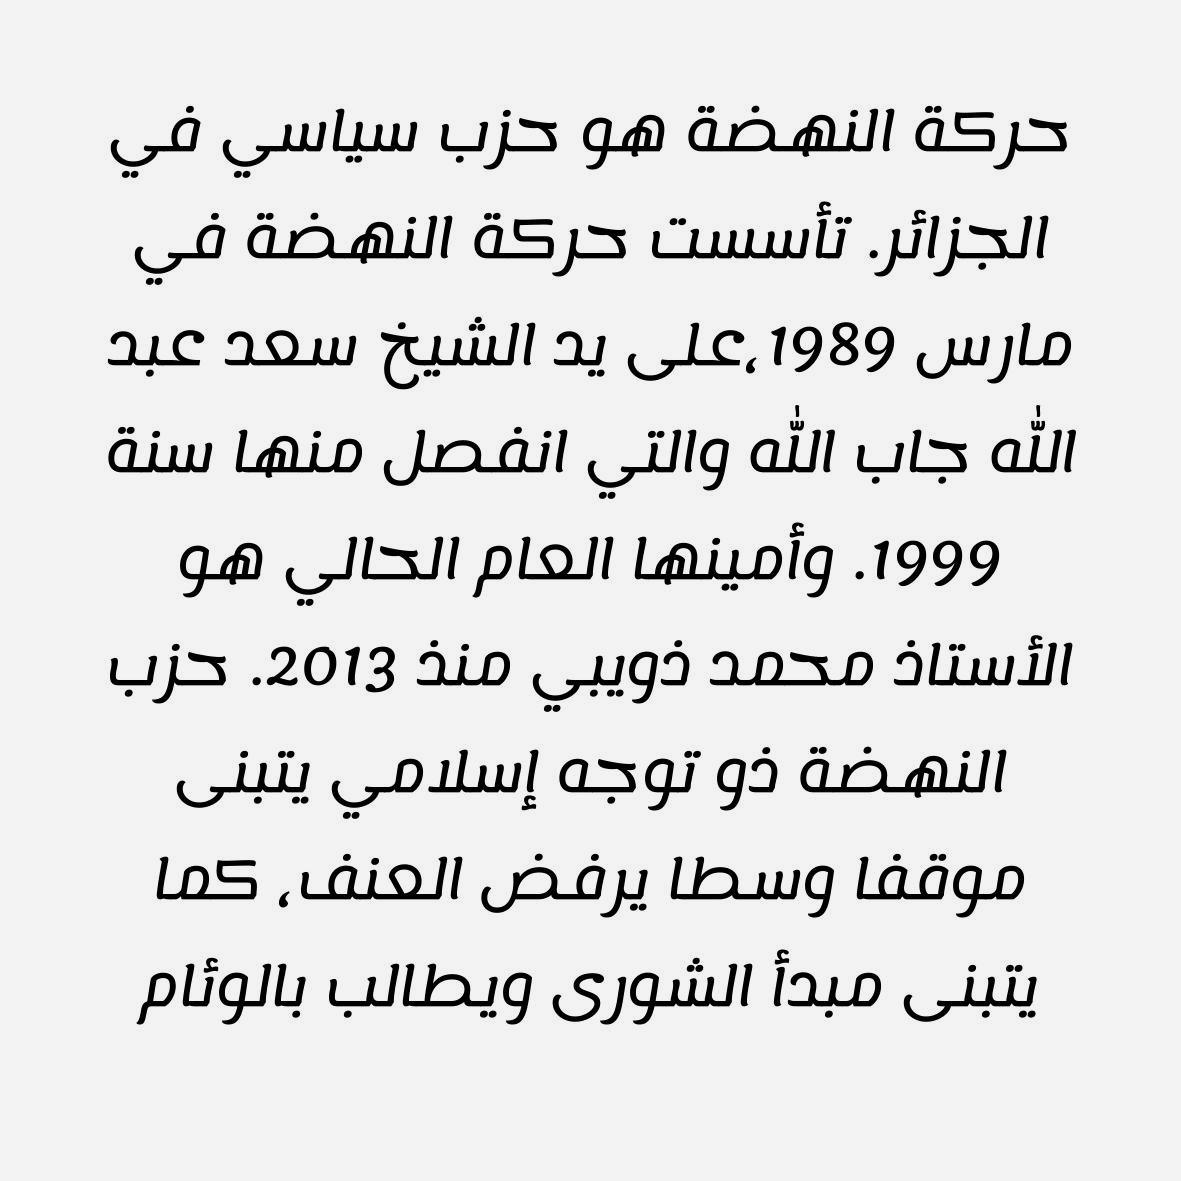 حركة النهضة هو حزب سياسي في
الجزائر. تأسست حركة النهضة في
مارس 1989،على يد الشيخ سعد عبد
الله جاب الله والتي انفصل منها سنة
1999. وأمينها العام الحالي هو
الأستاذ محمد ذويبي منذ 2013. حزب
النهضة ذو توجه إسلامي يتبنى
موقفا وسطا يرفض العنف، كما
يتبنى مبدأ الشورى ويطالب بالوئام